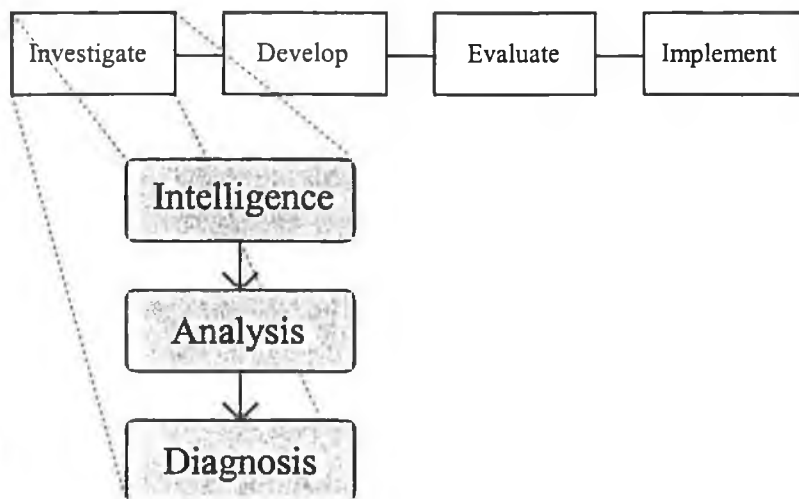 Investigate Develop Evaluate Implement
Intelligence
Analysis
Diagnosis